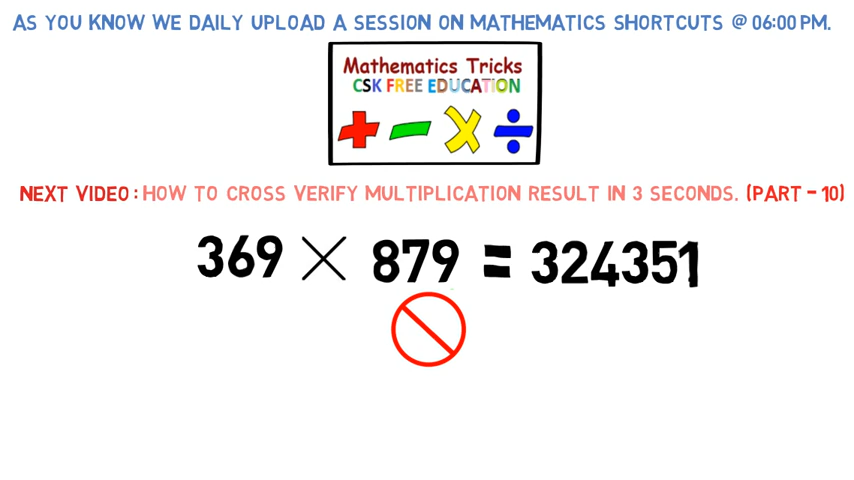 AS YOU KNOW WE DAILY UPLOAD A SESSION ON MATHEMATICS SHORTCUTS @ 06:00 PM.
Mathematics Tricks
CSK FREE EDUCATION
+ - × ÷
NEXT VIDEO : HOW TO CROSS VERIFY MULTIPLICATION RESULT IN 3 SECONDS. (PART - 10)
369 × 879 = 324351